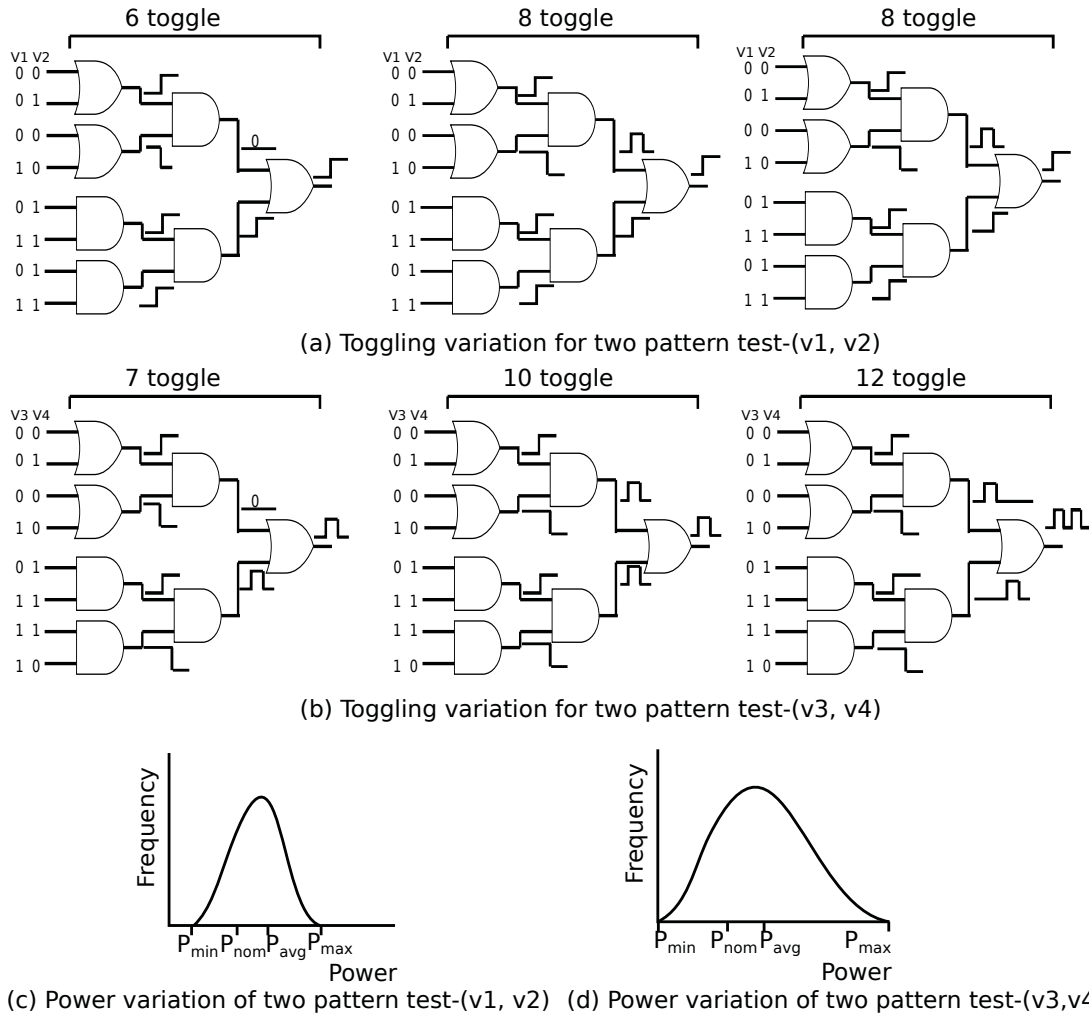 6 toggle 8 toggle 8 toggle
V1 V2 V1 V2 V1 V2
0 0 0 0 0 0
0 1 0 1 0 1
0 0 0 0 0 0
0
1 0 1 0 1 0
0 1 0 1 0 1
1 1 1 1 1 1
0 1 0 1 0 1
1 1 1 1 1 1
(a) Toggling variation for two pattern test-(v1, v2)
7 toggle 10 toggle 12 toggle
V3 V4 V3 V4 V3 V4
0 0 0 0 0 0
0 1 0 1 0 1
0 0 0 0 0 0
0
1 0 1 0 1 0
0 1 0 1 0 1
1 1 1 1 1 1
1 1 1 1 1 1
1 0 1 0 1 0
(b) Toggling variation for two pattern test-(v3, v4)
Frequency
Pmin Pnom Pavg Pmax
Power
(c) Power variation of two pattern test-(v1, v2)
Frequency
Pmin Pnom Pavg Pmax
Power
(d) Power variation of two pattern test-(v3,v4